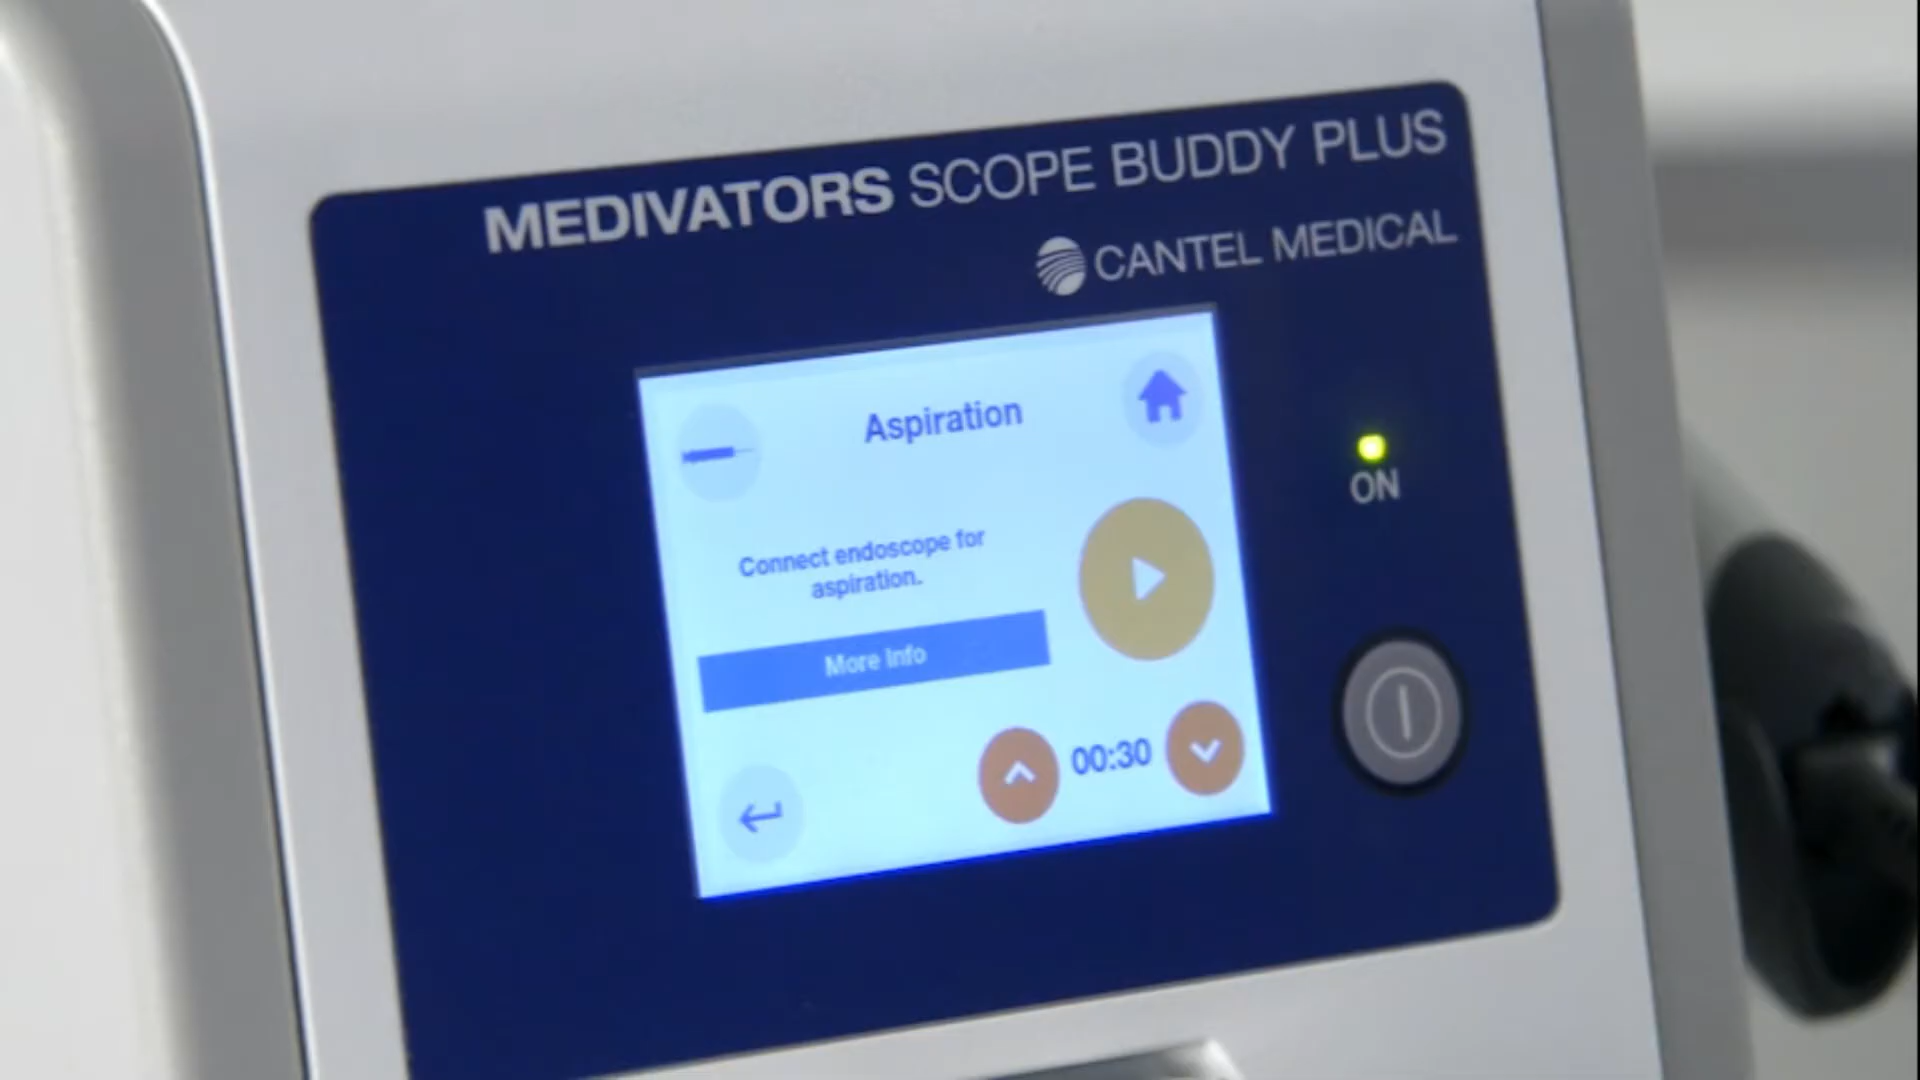 MEDIVATORS SCOPE BUDDY PLUS
CANTEL MEDICAL
Aspiration
ON
Connect endoscope for
aspiration.
More Info
00:30